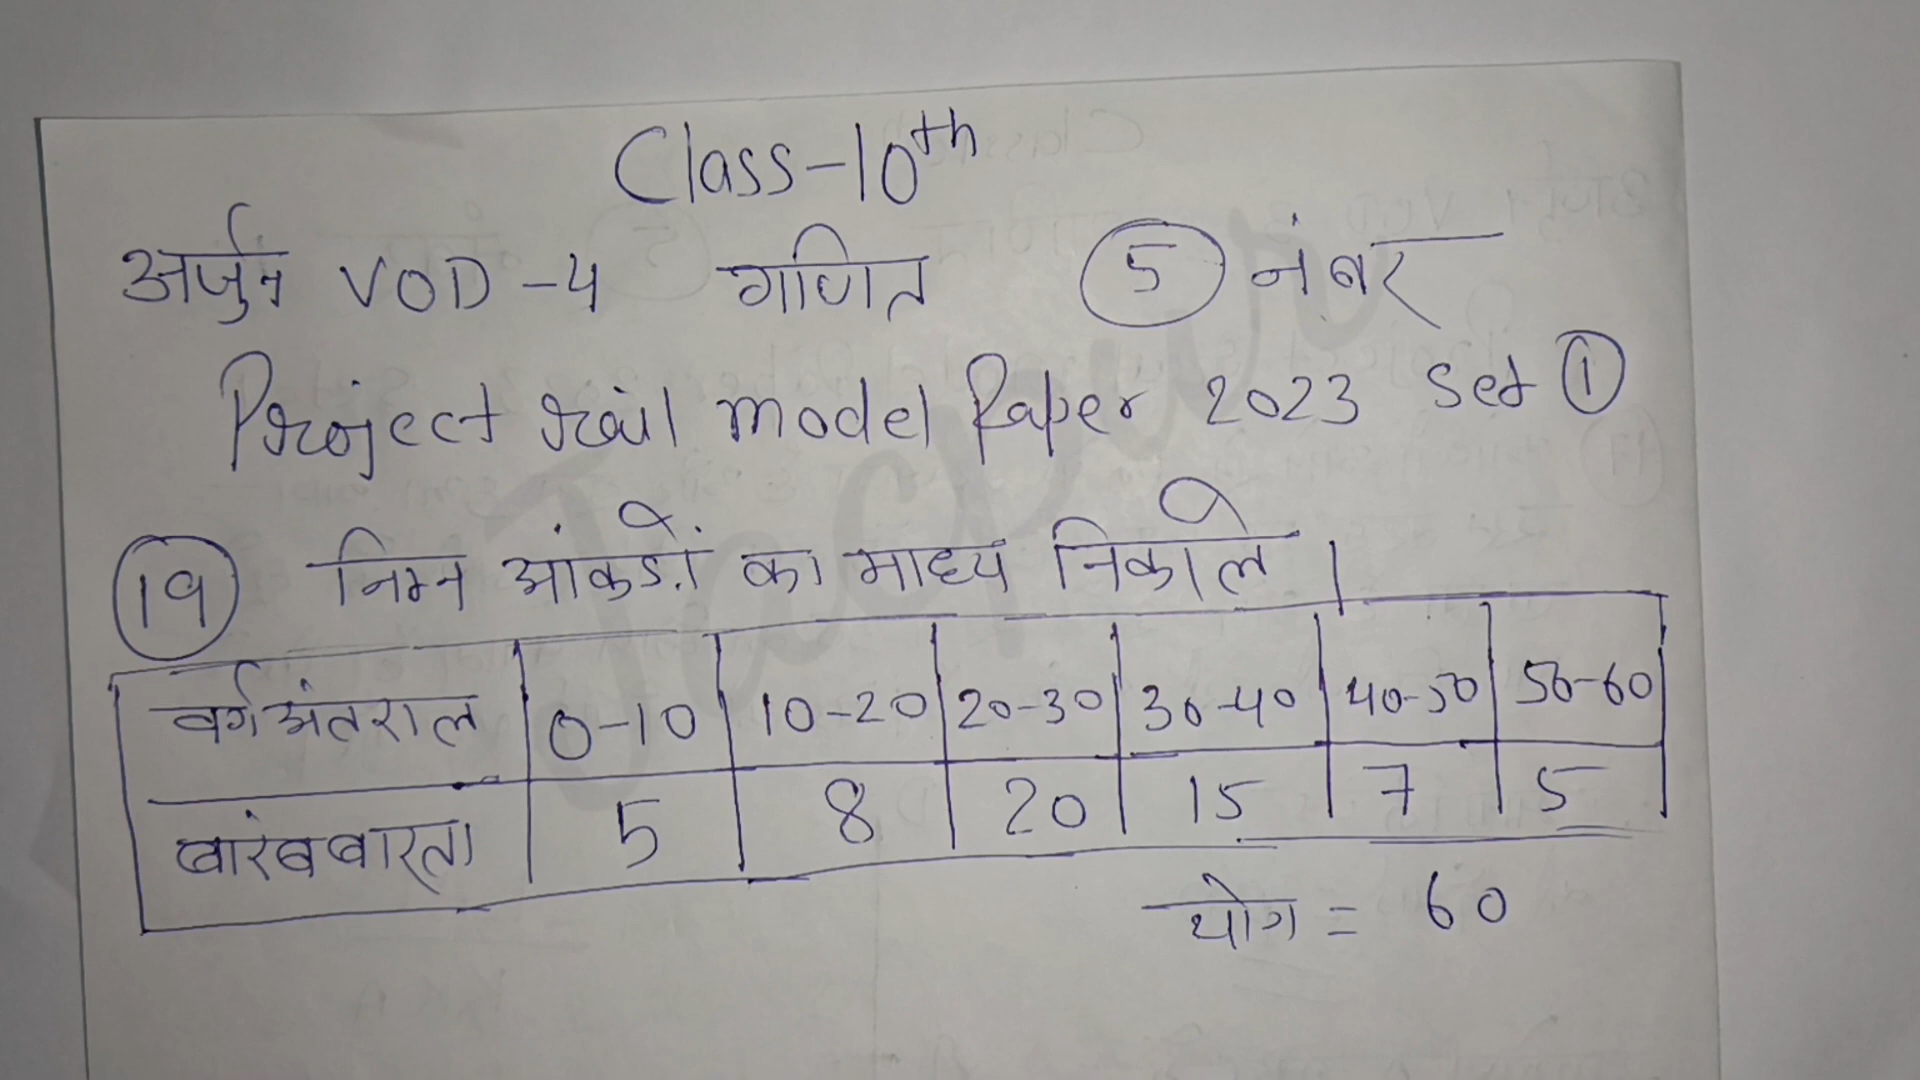 Class-10th
अर्जुन VOD-4 गणित 5 नंबर
Project rail model Paper 2023 Set 1
19 निम्न आंकड़ों का माध्य निकाले।
वर्गअंतराल 0-10 10-20 20-30 30-40 40-50 50-60
बारंबबारता 5 8 20 15 7 5
योग = 60